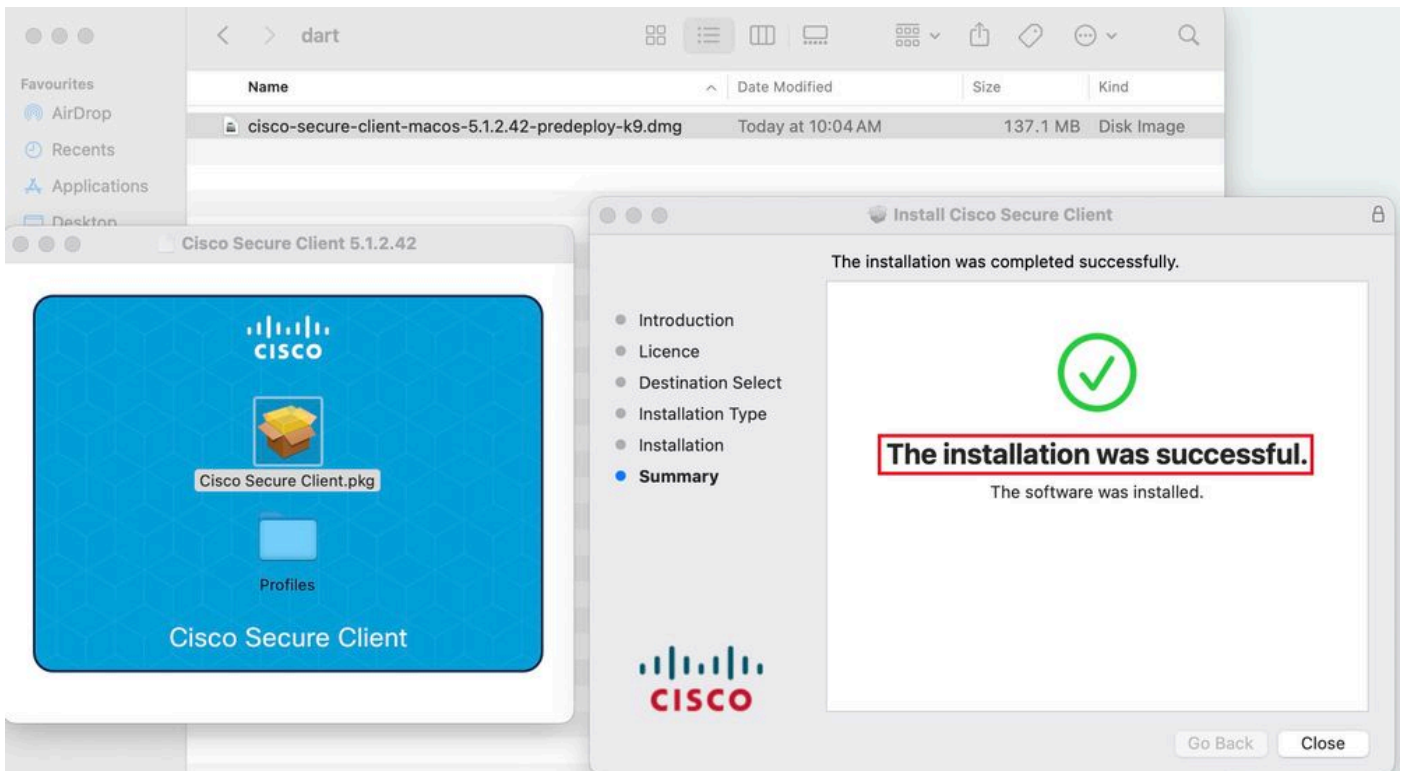 dart
Favourites
AirDrop
Recents
Applications
Desktop
Name
Date Modified
Size
Kind
cisco-secure-client-macos-5.1.2.42-predeploy-k9.dmg
Today at 10:04 AM
137.1 MB
Disk Image
Cisco Secure Client 5.1.2.42
CISCO
Cisco Secure Client.pkg
Profiles
Cisco Secure Client
Install Cisco Secure Client
The installation was completed successfully.
Introduction
Licence
Destination Select
Installation Type
Installation
Summary
The installation was successful.
The software was installed.
CISCO
Go Back
Close